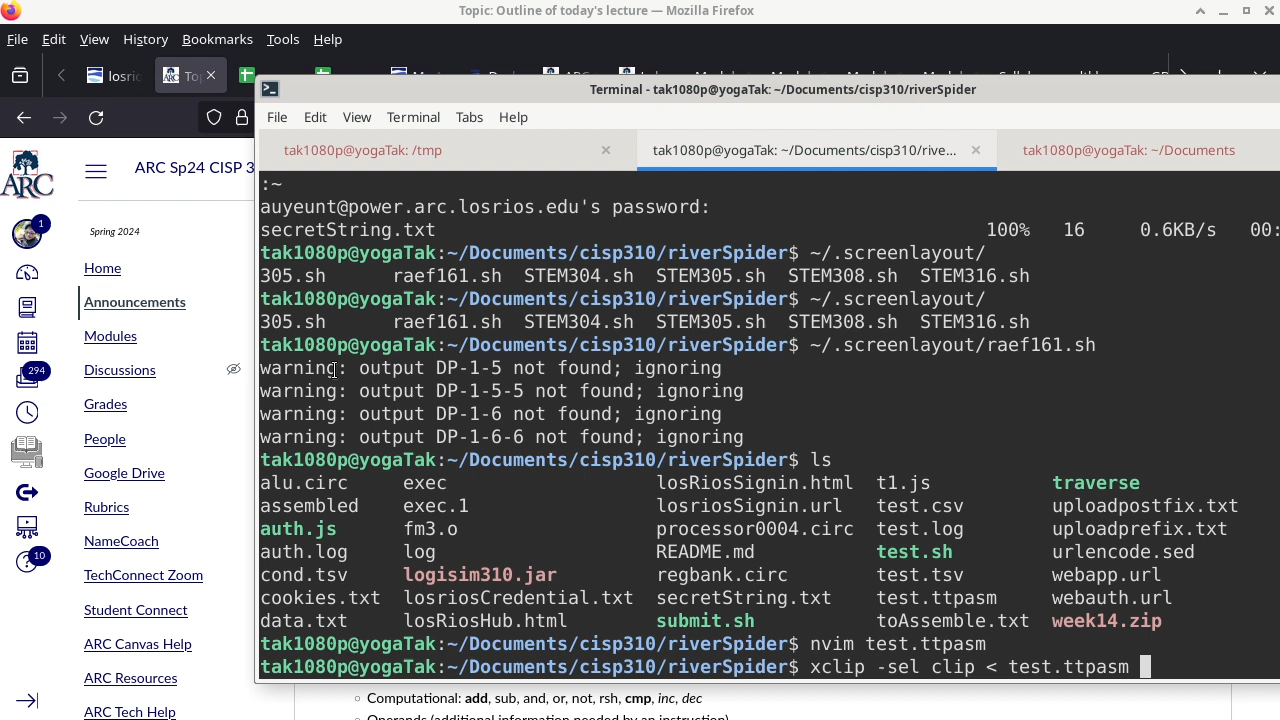 Topic: Outline of today's lecture — Mozilla Firefox
File Edit View History Bookmarks Tools Help
losrio
ARC To
Terminal - tak1080p@yogaTak: ~/Documents/cisp310/riverSpider
File Edit View Terminal Tabs Help
tak1080p@yogaTak: /tmp
tak1080p@yogaTak: ~/Documents/cisp310/rive...
tak1080p@yogaTak: ~/Documents
ARC
ARC Sp24 CISP 3
1
294
10
Spring 2024
Home
Announcements
Modules
Discussions
Grades
People
Google Drive
Rubrics
NameCoach
TechConnect Zoom
Student Connect
ARC Canvas Help
ARC Resources
ARC Tech Help
:~
auyeunt@power.arc.losrios.edu's password:
secretString.txt 100% 16 0.6KB/s 00:
tak1080p@yogaTak:~/Documents/cisp310/riverSpider$ ~/.screenlayout/
305.sh raef161.sh STEM304.sh STEM305.sh STEM308.sh STEM316.sh
tak1080p@yogaTak:~/Documents/cisp310/riverSpider$ ~/.screenlayout/
305.sh raef161.sh STEM304.sh STEM305.sh STEM308.sh STEM316.sh
tak1080p@yogaTak:~/Documents/cisp310/riverSpider$ ~/.screenlayout/raef161.sh
warning: output DP-1-5 not found; ignoring
warning: output DP-1-5-5 not found; ignoring
warning: output DP-1-6 not found; ignoring
warning: output DP-1-6-6 not found; ignoring
tak1080p@yogaTak:~/Documents/cisp310/riverSpider$ ls
alu.circ exec losRiosSignin.html t1.js traverse
assembled exec.1 losriosSignin.url test.csv uploadpostfix.txt
auth.js fm3.o processor0004.circ test.log uploadprefix.txt
auth.log log README.md test.sh urlencode.sed
cond.tsv logisim310.jar regbank.circ test.tsv webapp.url
cookies.txt losriosCredential.txt secretString.txt test.ttpasm webauth.url
data.txt losRiosHub.html submit.sh toAssemble.txt week14.zip
tak1080p@yogaTak:~/Documents/cisp310/riverSpider$ nvim test.ttpasm
tak1080p@yogaTak:~/Documents/cisp310/riverSpider$ xclip -sel clip < test.ttpasm
Computational: add, sub, and, or, not, rsh, cmp, inc, dec
Operands (additional information needed by an instruction)